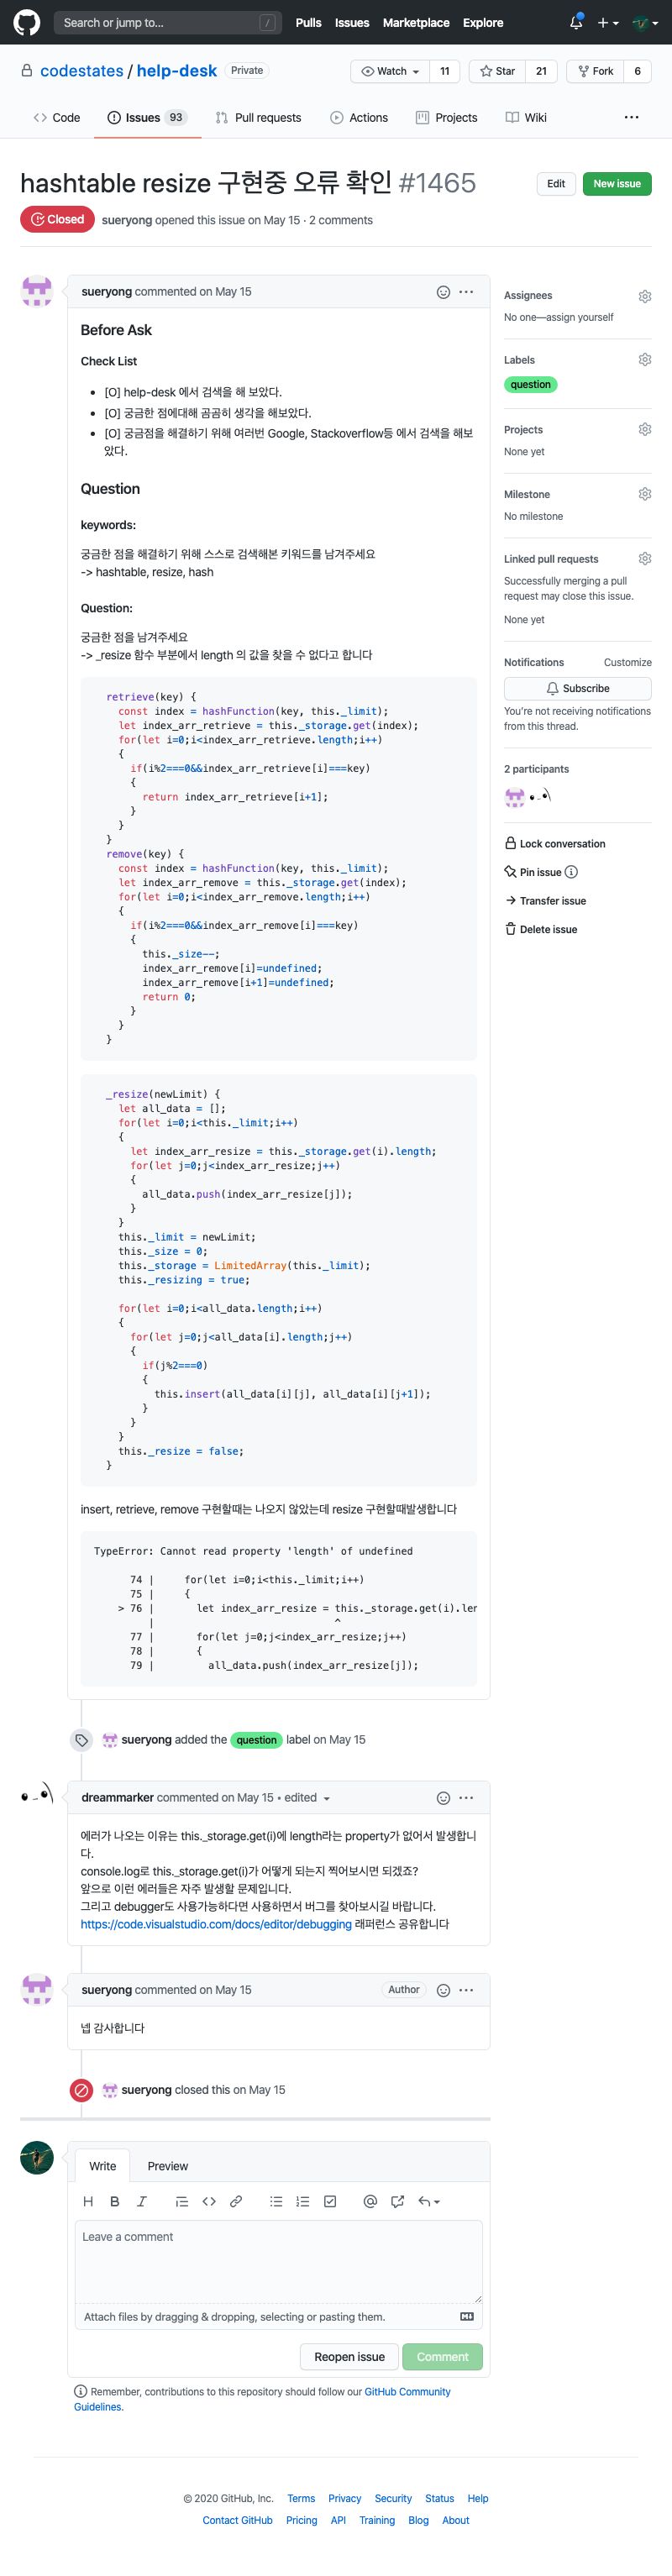 Search or jump to...
/
Pulls
Issues
Marketplace
Explore
codestates / help-desk
Private
Watch
11
Star
21
Fork
6
Code
Issues 93
Pull requests
Actions
Projects
Wiki
hashtable resize 구현중 오류 확인 #1465
Edit
New issue
Closed
sueryong opened this issue on May 15 · 2 comments
sueryong commented on May 15
Before Ask
Check List
[O] help-desk 에서 검색을 해 보았다.
[O] 궁금한 점에대해 곰곰히 생각을 해보았다.
[O] 궁금점을 해결하기 위해 여러번 Google, Stackoverflow등 에서 검색을 해보
았다.
Question
keywords:
궁금한 점을 해결하기 위해 스스로 검색해본 키워드를 남겨주세요
-> hashtable, resize, hash
Question:
궁금한 점을 남겨주세요
-> _resize 함수 부분에서 length 의 값을 찾을 수 없다고 합니다
retrieve(key) {
const index = hashFunction(key, this._limit);
let index_arr_retrieve = this._storage.get(index);
for(let i=0;i<index_arr_retrieve.length;i++)
{
if(i%2===0&&index_arr_retrieve[i]===key)
{
return index_arr_retrieve[i+1];
}
}
}
remove(key) {
const index = hashFunction(key, this._limit);
let index_arr_remove = this._storage.get(index);
for(let i=0;i<index_arr_remove.length;i++)
{
if(i%2===0&&index_arr_remove[i]===key)
{
this._size--;
index_arr_remove[i]=undefined;
index_arr_remove[i+1]=undefined;
return 0;
}
}
}
_resize(newLimit) {
let all_data = [];
for(let i=0;i<this._limit;i++)
{
let index_arr_resize = this._storage.get(i).length;
for(let j=0;j<index_arr_resize;j++)
{
all_data.push(index_arr_resize[j]);
}
}
this._limit = newLimit;
this._size = 0;
this._storage = LimitedArray(this._limit);
this._resizing = true;
for(let i=0;i<all_data.length;i++)
{
for(let j=0;j<all_data[i].length;j++)
{
if(j%2===0)
{
this.insert(all_data[i][j], all_data[i][j+1]);
}
}
}
this._resize = false;
}
insert, retrieve, remove 구현할때는 나오지 않았는데 resize 구현할때발생합니다
TypeError: Cannot read property 'length' of undefined
74 | for(let i=0;i<this._limit;i++)
75 | {
> 76 | let index_arr_resize = this._storage.get(i).len
| ^
77 | for(let j=0;j<index_arr_resize;j++)
78 | {
79 | all_data.push(index_arr_resize[j]);
Assignees
No one—assign yourself
Labels
question
Projects
None yet
Milestone
No milestone
Linked pull requests
Successfully merging a pull
request may close this issue.
None yet
Notifications
Customize
Subscribe
You're not receiving notifications
from this thread.
2 participants
Lock conversation
Pin issue
Transfer issue
Delete issue
sueryong added the question label on May 15
dreammarker commented on May 15 • edited
에러가 나오는 이유는 this._storage.get(i)에 length라는 property가 없어서 발생합니
다.
console.log로 this._storage.get(i)가 어떻게 되는지 찍어보시면 되겠죠?
앞으로 이런 에러들은 자주 발생할 문제입니다.
그리고 debugger도 사용가능하다면 사용하면서 버그를 찾아보시길 바랍니다.
https://code.visualstudio.com/docs/editor/debugging 래퍼런스 공유합니다
sueryong commented on May 15
Author
넵 감사합니다
sueryong closed this on May 15
Write
Preview
Leave a comment
Attach files by dragging & dropping, selecting or pasting them.
Reopen issue
Comment
Remember, contributions to this repository should follow our GitHub Community
Guidelines.
© 2020 GitHub, Inc.
Terms
Privacy
Security
Status
Help
Contact GitHub
Pricing
API
Training
Blog
About